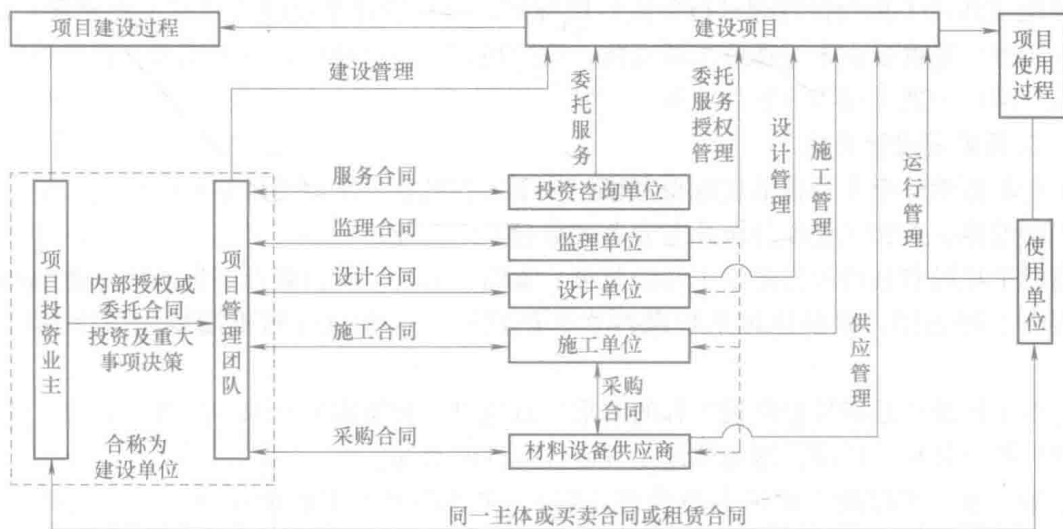 项目建设过程
建设项目
项目
使用
过程
建设管理
委托服务
委托
服务
授权
管理
设计管理
施工管理
运行管理
供应管理
服务合同
投资咨询单位
监理合同
监理单位
设计合同
设计单位
施工合同
施工单位
采购
合同
采购合同
材料设备供应商
项目投资业主
内部授权或
委托合同
投资及重大
事项决策
项目管理团队
合称为
建设单位
使用单位
同一主体或买卖合同或租赁合同